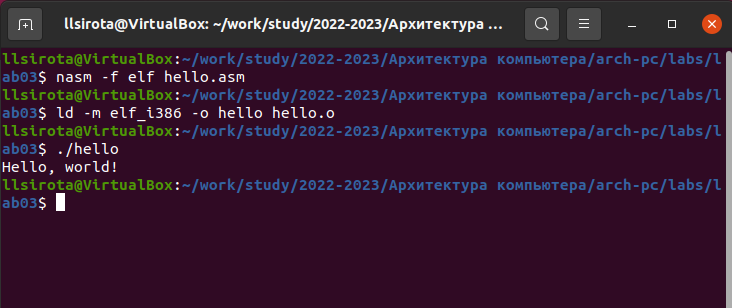 llsirota@VirtualBox: ~/work/study/2022-2023/Архитектура ...
llsirota@VirtualBox:~/work/study/2022-2023/Архитектура компьютера/arch-pc/labs/l
ab03$ nasm -f elf hello.asm
llsirota@VirtualBox:~/work/study/2022-2023/Архитектура компьютера/arch-pc/labs/l
ab03$ ld -m elf_i386 -o hello hello.o
llsirota@VirtualBox:~/work/study/2022-2023/Архитектура компьютера/arch-pc/labs/l
ab03$ ./hello
Hello, world!
llsirota@VirtualBox:~/work/study/2022-2023/Архитектура компьютера/arch-pc/labs/l
ab03$